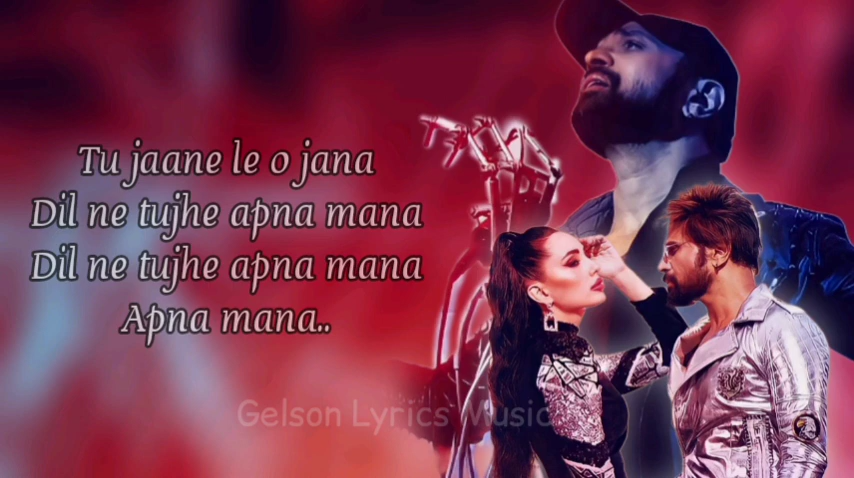 Tu jaane le o jana
Dil ne tujhe apna mana
Dil ne tujhe apna mana
Apna mana..
Gelson Lyrics Music